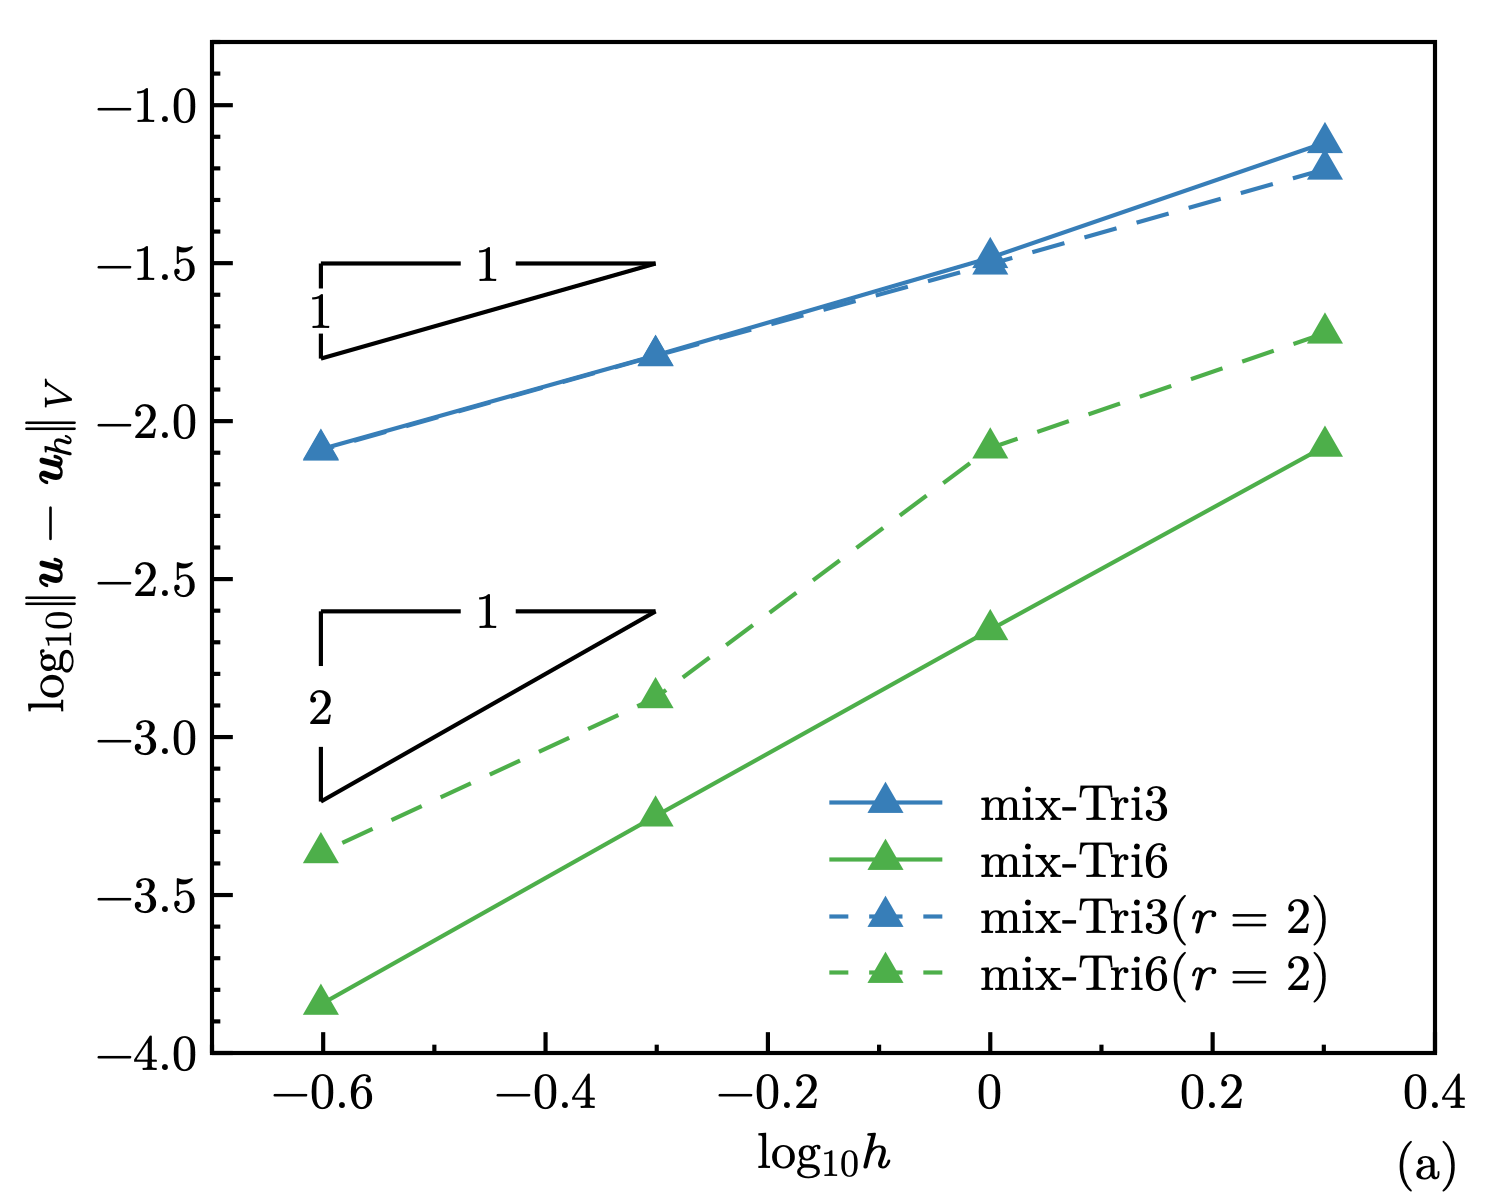 −1.0
−1.5
−2.0
−2.5
−3.0
−3.5
−4.0
log₁₀‖u − uₕ‖V
1
1
1
2
mix-Tri3
mix-Tri6
mix-Tri3(r = 2)
mix-Tri6(r = 2)
−0.6 −0.4 −0.2 0 0.2 0.4
log₁₀h
(a)